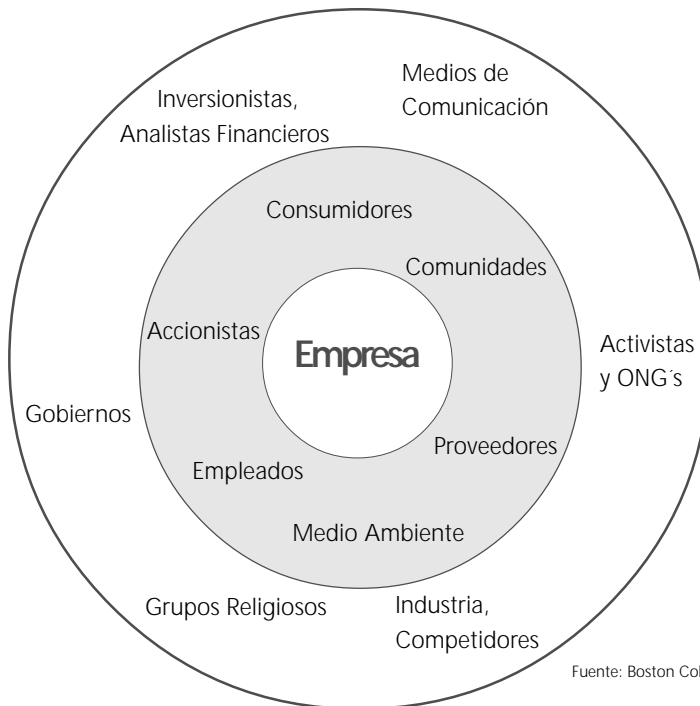 Medios de
Comunicación
Inversionistas,
Analistas Financieros
Consumidores
Comunidades
Accionistas
Empresa
Activistas
y ONG´s
Gobiernos
Proveedores
Empleados
Medio Ambiente
Grupos Religiosos
Industria,
Competidores
Fuente: Boston